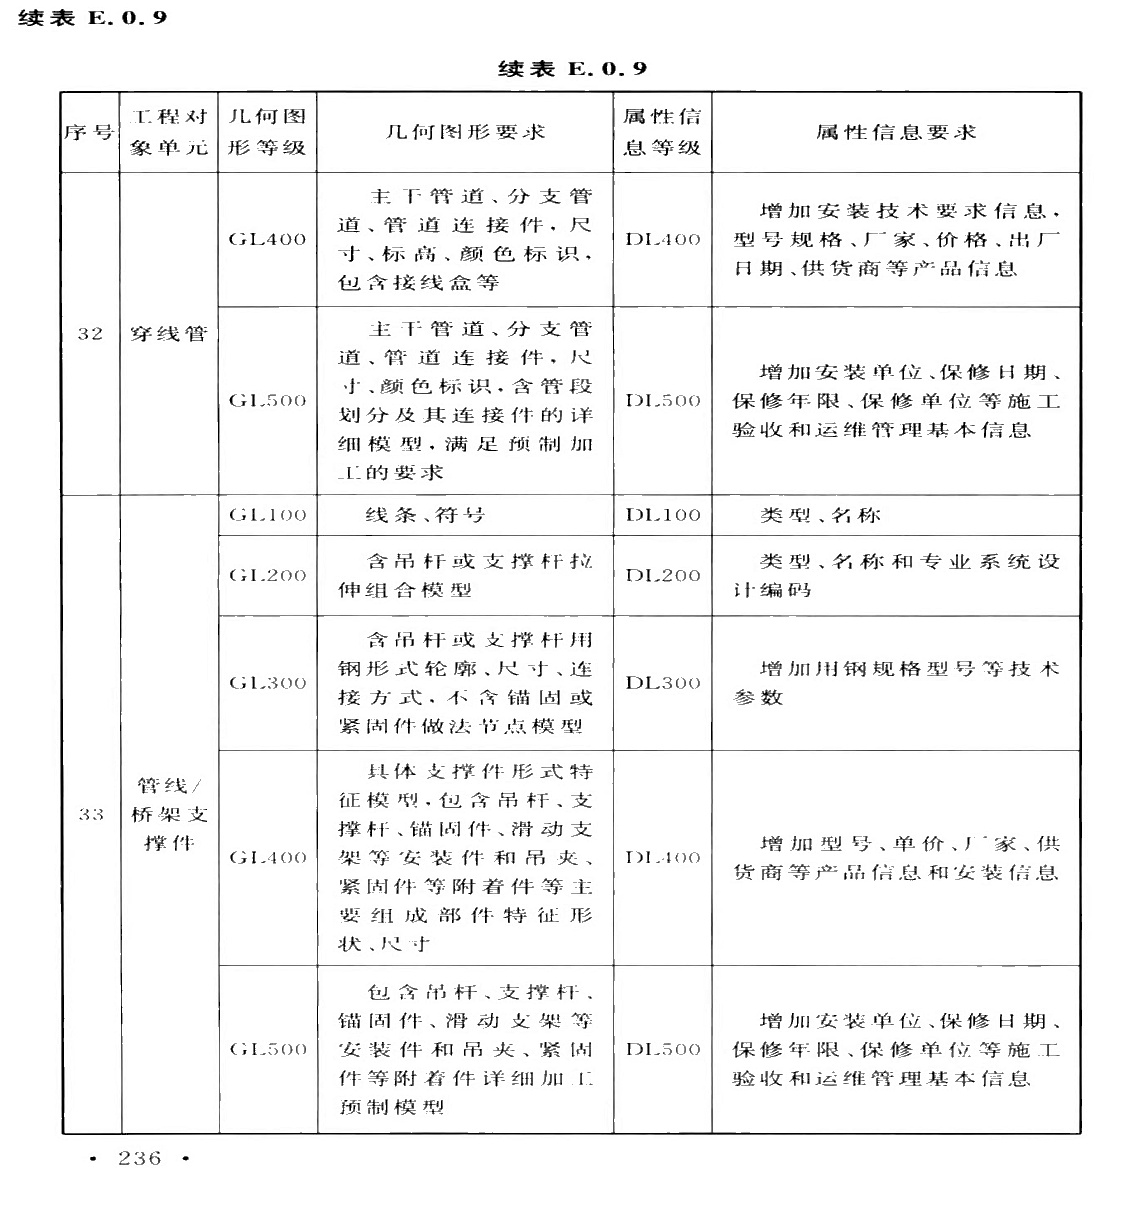 续表 E.0.9
续表 E.0.9
序号
工程对
象单元
几何图
形等级
几何图形要求
属性信
息等级
属性信息要求
32
穿线管
GL400
主干管道、分支管
道、管道连接件，尺
寸、标高、颜色标识，
包含接线盒等
DL400
增加安装技术要求信息，
型号规格、厂家、价格、出厂
日期、供货商等产品信息
GL500
主干管道、分支管
道、管道连接件，尺
寸、颜色标识，含管段
划分及其连接件的详
细模型，满足预制加
工的要求
DL500
增加安装单位、保修日期、
保修年限、保修单位等施工
验收和运维管理基本信息
33
管线/
桥架支
撑件
GL100
线条、符号
DL100
类型、名称
GL200
含吊杆或支撑杆拉
伸组合模型
DL200
类型、名称和专业系统设
计编码
GL300
含吊杆或支撑杆用
钢形式轮廓、尺寸、连
接方式，不含锚固或
紧固件做法节点模型
DL300
增加用钢规格型号等技术
参数
GL400
具体支撑件形式特
征模型，包含吊杆、支
撑杆、锚固件、滑动支
架等安装件和吊夹、
紧固件等附着件等主
要组成部件特征形
状、尺寸
DL400
增加型号、单价、厂家、供
货商等产品信息和安装信息
GL500
包含吊杆、支撑杆、
锚固件、滑动支架等
安装件和吊夹、紧固
件等附着件详细加工
预制模型
DL500
增加安装单位、保修日期、
保修年限、保修单位等施工
验收和运维管理基本信息
· 236 ·